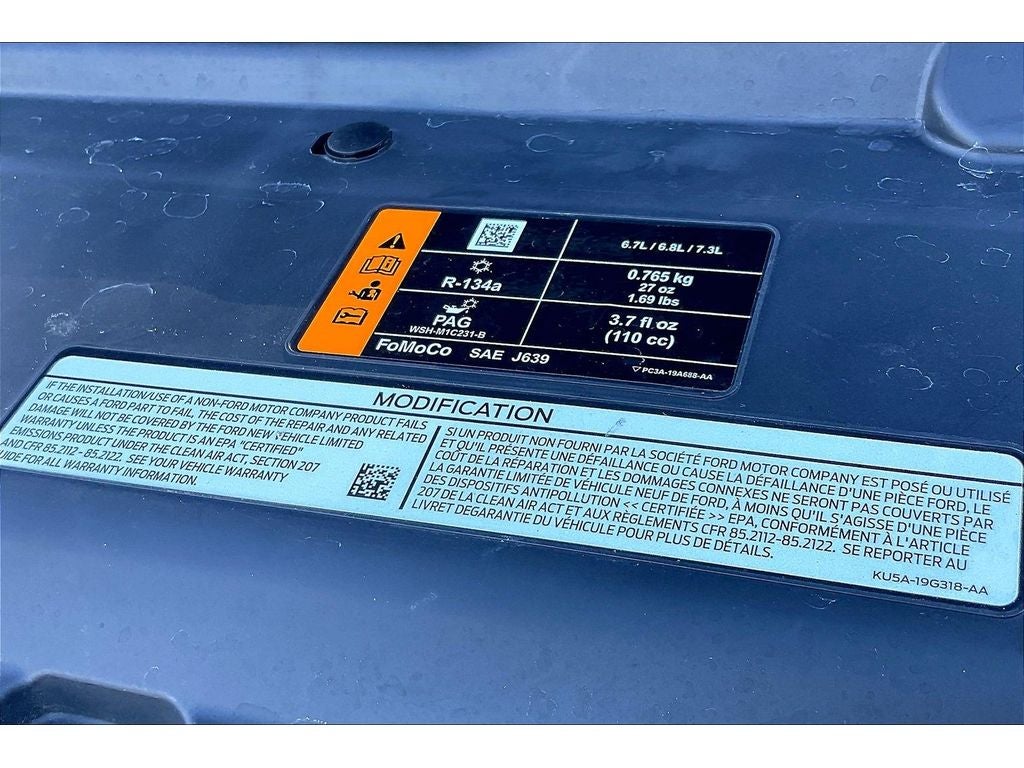 6.7L / 6.8L / 7.3L
R-134a
0.765 kg
27 oz
1.69 lbs
PAG
WSH-M1C231-B
3.7 fl oz
(110 cc)
FoMoCo SAE J639
PC3A-19A688-AA
MODIFICATION
IF THE INSTALLATION/USE OF A NON-FORD MOTOR COMPANY PRODUCT FAILS
OR CAUSES A FORD PART TO FAIL, THE COST OF THE REPAIR AND ANY RELATED
DAMAGE WILL NOT BE COVERED BY THE FORD NEW VEHICLE LIMITED
WARRANTY UNLESS THE PRODUCT IS AN EPA "CERTIFIED"
EMISSIONS PRODUCT UNDER THE CLEAN AIR ACT, SECTION 207
AND CFR 85.2112 - 85.2122. SEE YOUR VEHICLE WARRANTY
UIDE FOR ALL WARRANTY INFORMATION.
SI UN PRODUIT NON FOURNI PAR LA SOCIÉTÉ FORD MOTOR COMPANY EST POSÉ OU UTILISÉ
ET QU'IL PRÉSENTE UNE DÉFAILLANCE OU CAUSE LA DÉFAILLANCE D'UNE PIÈCE FORD, LE
COÛT DE LA RÉPARATION ET LES DOMMAGES CONNEXES NE SERONT PAS COUVERTS PAR
LA GARANTIE LIMITÉE DE VÉHICULE NEUF DE FORD, À MOINS QU'IL S'AGISSE D'UNE PIÈCE
DES DISPOSITIFS ANTIPOLLUTION << CERTIFIÉE >> EPA, CONFORMÉMENT À L'ARTICLE
207 DE LA CLEAN AIR ACT ET AUX RÈGLEMENTS CFR 85.2112-85.2122. SE REPORTER AU
LIVRET DEGARANTIE DU VÉHICULE POUR PLUS DE DÉTAILS.
KU5A-19G318-AA